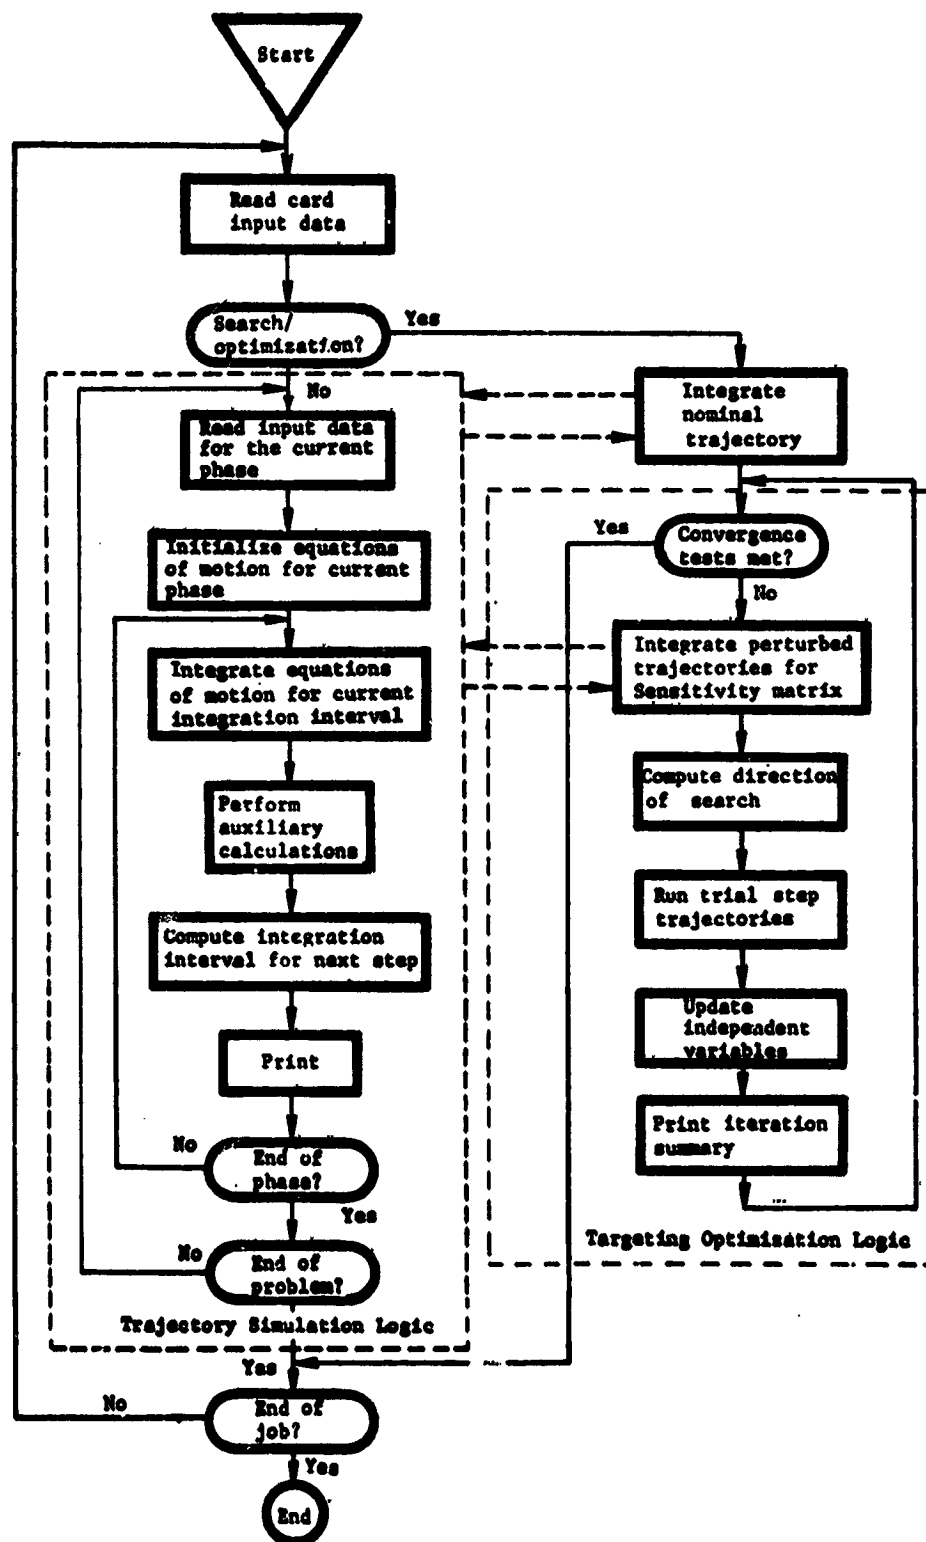 Start
Read card
input data
Search/
optimization?
Yes
No
Read input data
for the current
phase
Initialize equations
of motion for current
phase
Integrate equations
of motion for current
integration interval
Perform
auxiliary
calculations
Compute integration
interval for next step
Print
No
End of
phase?
Yes
No
End of
problem?
Trajectory Simulation Logic
Yes
No
End of
job?
Yes
End
Integrate
nominal
trajectory
Yes
Convergence
tests met?
No
Integrate perturbed
trajectories for
Sensitivity matrix
Compute direction
of search
Run trial step
trajectories
Update
independent
variables
Print iteration
summary
Targeting Optimization Logic